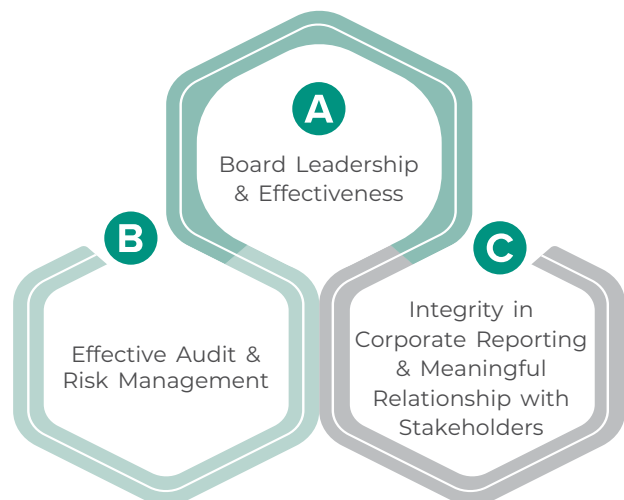 A
Board Leadership
& Effectiveness
B
Effective Audit &
Risk Management
C
Integrity in
Corporate Reporting
& Meaningful
Relationship with
Stakeholders